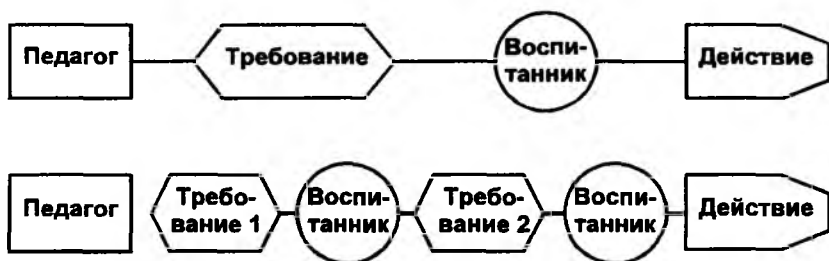 Педагог Требование Воспи- Действие
танник
Педагог Требо- Воспи- Требо- Воспи- Действие
вание 1 танник вание 2 танник